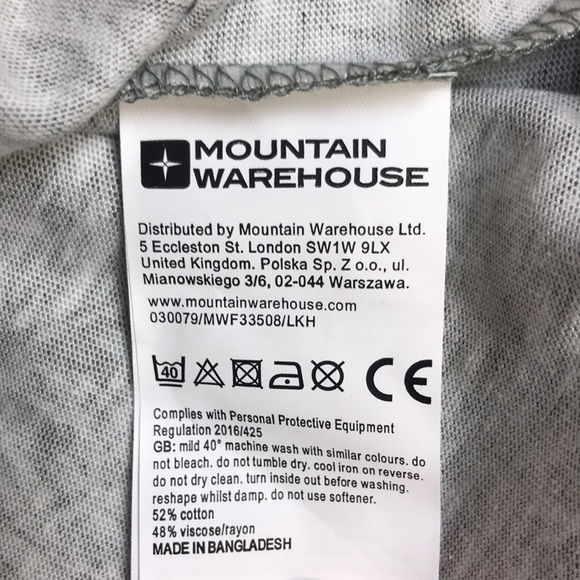 MOUNTAIN
WAREHOUSE
Distributed by Mountain Warehouse Ltd.
5 Eccleston St. London SW1W 9LX
United Kingdom. Polska Sp. Z o.o., ul.
Mianowskiego 3/6, 02-044 Warszawa.
www.mountainwarehouse.com
030079/MWF33508/LKH
40 CE
Complies with Personal Protective Equipment
Regulation 2016/425
GB: mild 40° machine wash with similar colours. do
not bleach. do not tumble dry. cool iron on reverse.
do not dry clean. turn inside out before washing.
reshape whilst damp. do not use softener.
52% cotton
48% viscose/rayon
MADE IN BANGLADESH